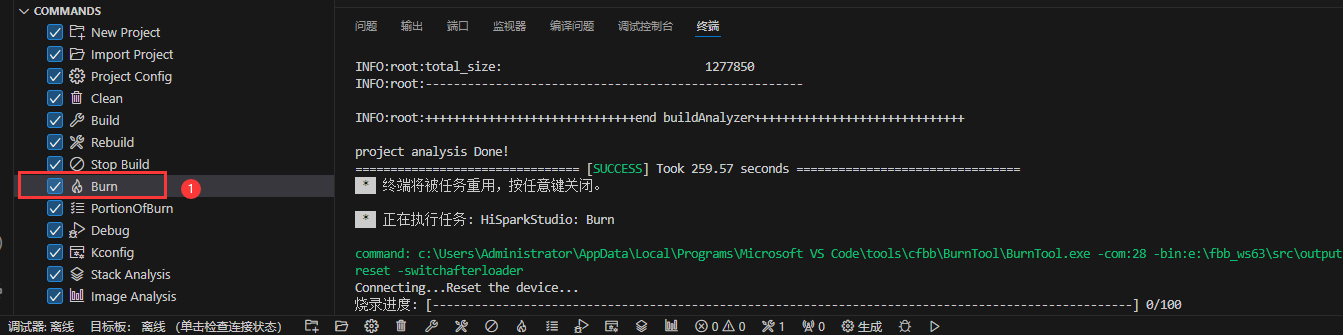 COMMANDS
New Project
Import Project
Project Config
Clean
Build
Rebuild
Stop Build
Burn
1
PortionOfBurn
Debug
Kconfig
Stack Analysis
Image Analysis
问题 输出 端口 监视器 编译问题 调试控制台 终端
INFO:root:total_size: 1277850
INFO:root:------------------------------------------------------
INFO:root:++++++++++++++++++++++++++++++end buildAnalyzer++++++++++++++++++++++++++++++
project analysis Done!
================================ [SUCCESS] Took 259.57 seconds ================================
* 终端将被任务重用，按任意键关闭。
* 正在执行任务: HiSparkStudio: Burn
command: c:\Users\Administrator\AppData\Local\Programs\Microsoft VS Code\tools\cfbb\BurnTool\BurnTool.exe -com:28 -bin:e:\fbb_ws63\src\output
reset -switchafterloader
Connecting...Reset the device...
烧录进度: [----------------------------------------------------------------------------------------------------] 0/100
调试器: 离线 目标板: 离线 (单击检查连接状态) 0 0 1 0 生成